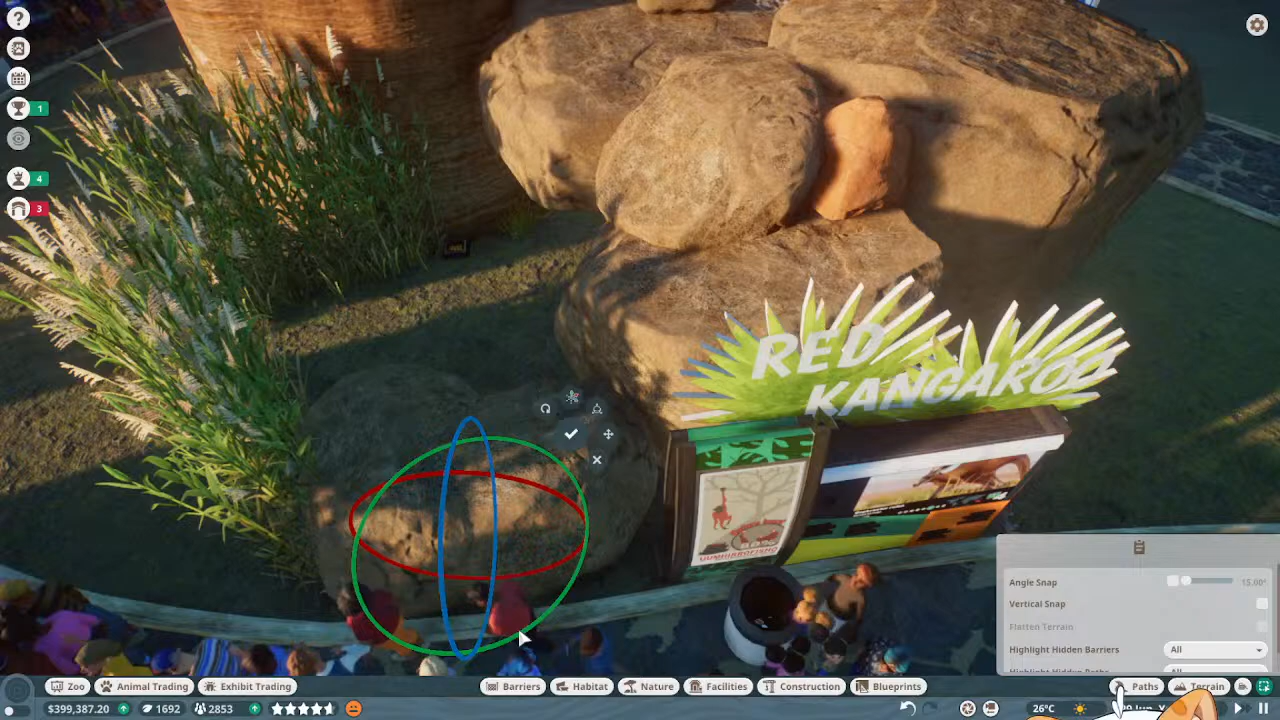 ?
1
4
3
RED
KANGAROO
Angle Snap 15.00°
Vertical Snap
Flatten Terrain
Highlight Hidden Barriers All
Zoo Animal Trading Exhibit Trading Barriers Habitat Nature Facilities Construction Blueprints Paths Terrain
$399,387.20 1692 2853 26°C